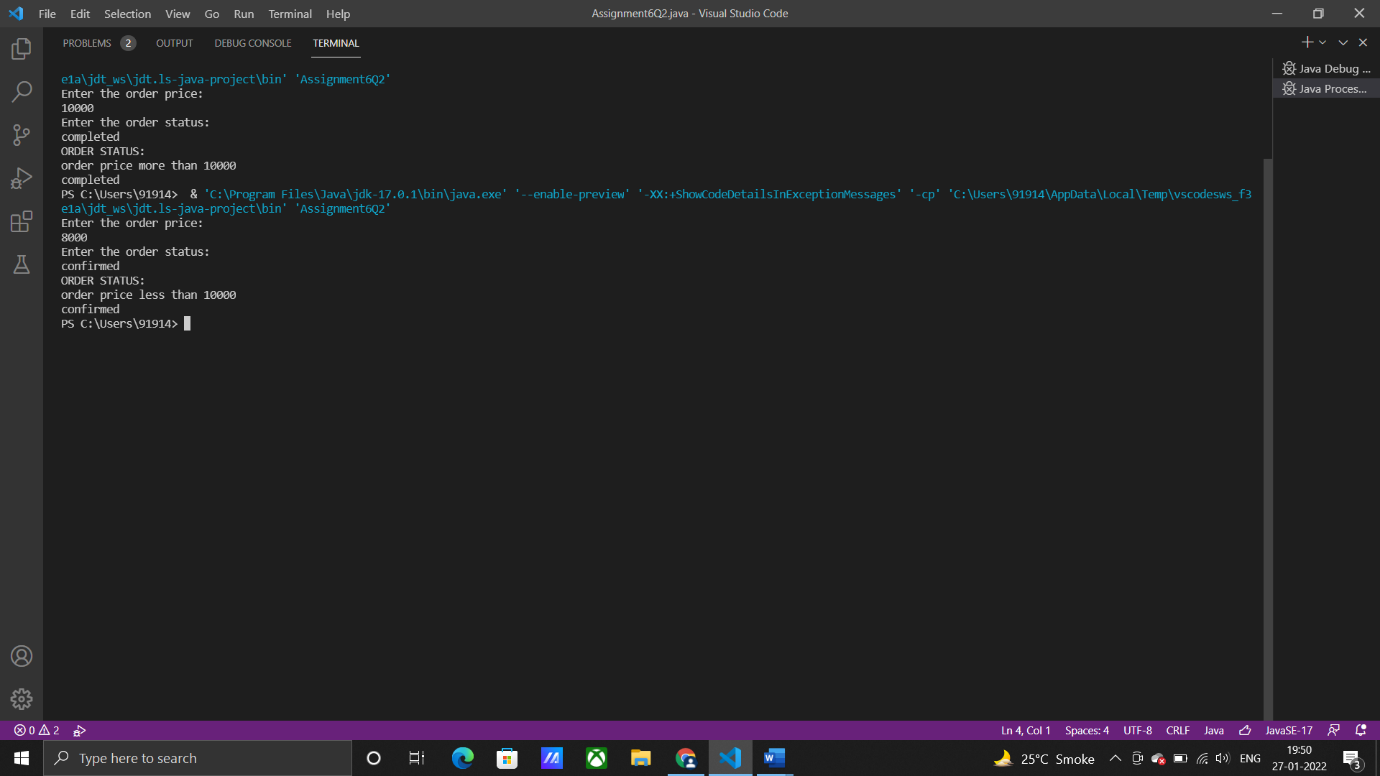 File Edit Selection View Go Run Terminal Help
Assignment6Q2.java - Visual Studio Code
PROBLEMS 2 OUTPUT DEBUG CONSOLE TERMINAL
Java Debug ...
Java Proces...
e1a\jdt_ws\jdt.ls-java-project\bin' 'Assignment6Q2'
Enter the order price:
10000
Enter the order status:
completed
ORDER STATUS:
order price more than 10000
completed
PS C:\Users\91914>  & 'C:\Program Files\Java\jdk-17.0.1\bin\java.exe' '--enable-preview' '-XX:+ShowCodeDetailsInExceptionMessages' '-cp' 'C:\Users\91914\AppData\Local\Temp\vscodesws_f3
e1a\jdt_ws\jdt.ls-java-project\bin' 'Assignment6Q2'
Enter the order price:
8000
Enter the order status:
confirmed
ORDER STATUS:
order price less than 10000
confirmed
PS C:\Users\91914>
0 2
Ln 4, Col 1 Spaces: 4 UTF-8 CRLF Java JavaSE-17
Type here to search
25°C Smoke
ENG
19:50
27-01-2022
3